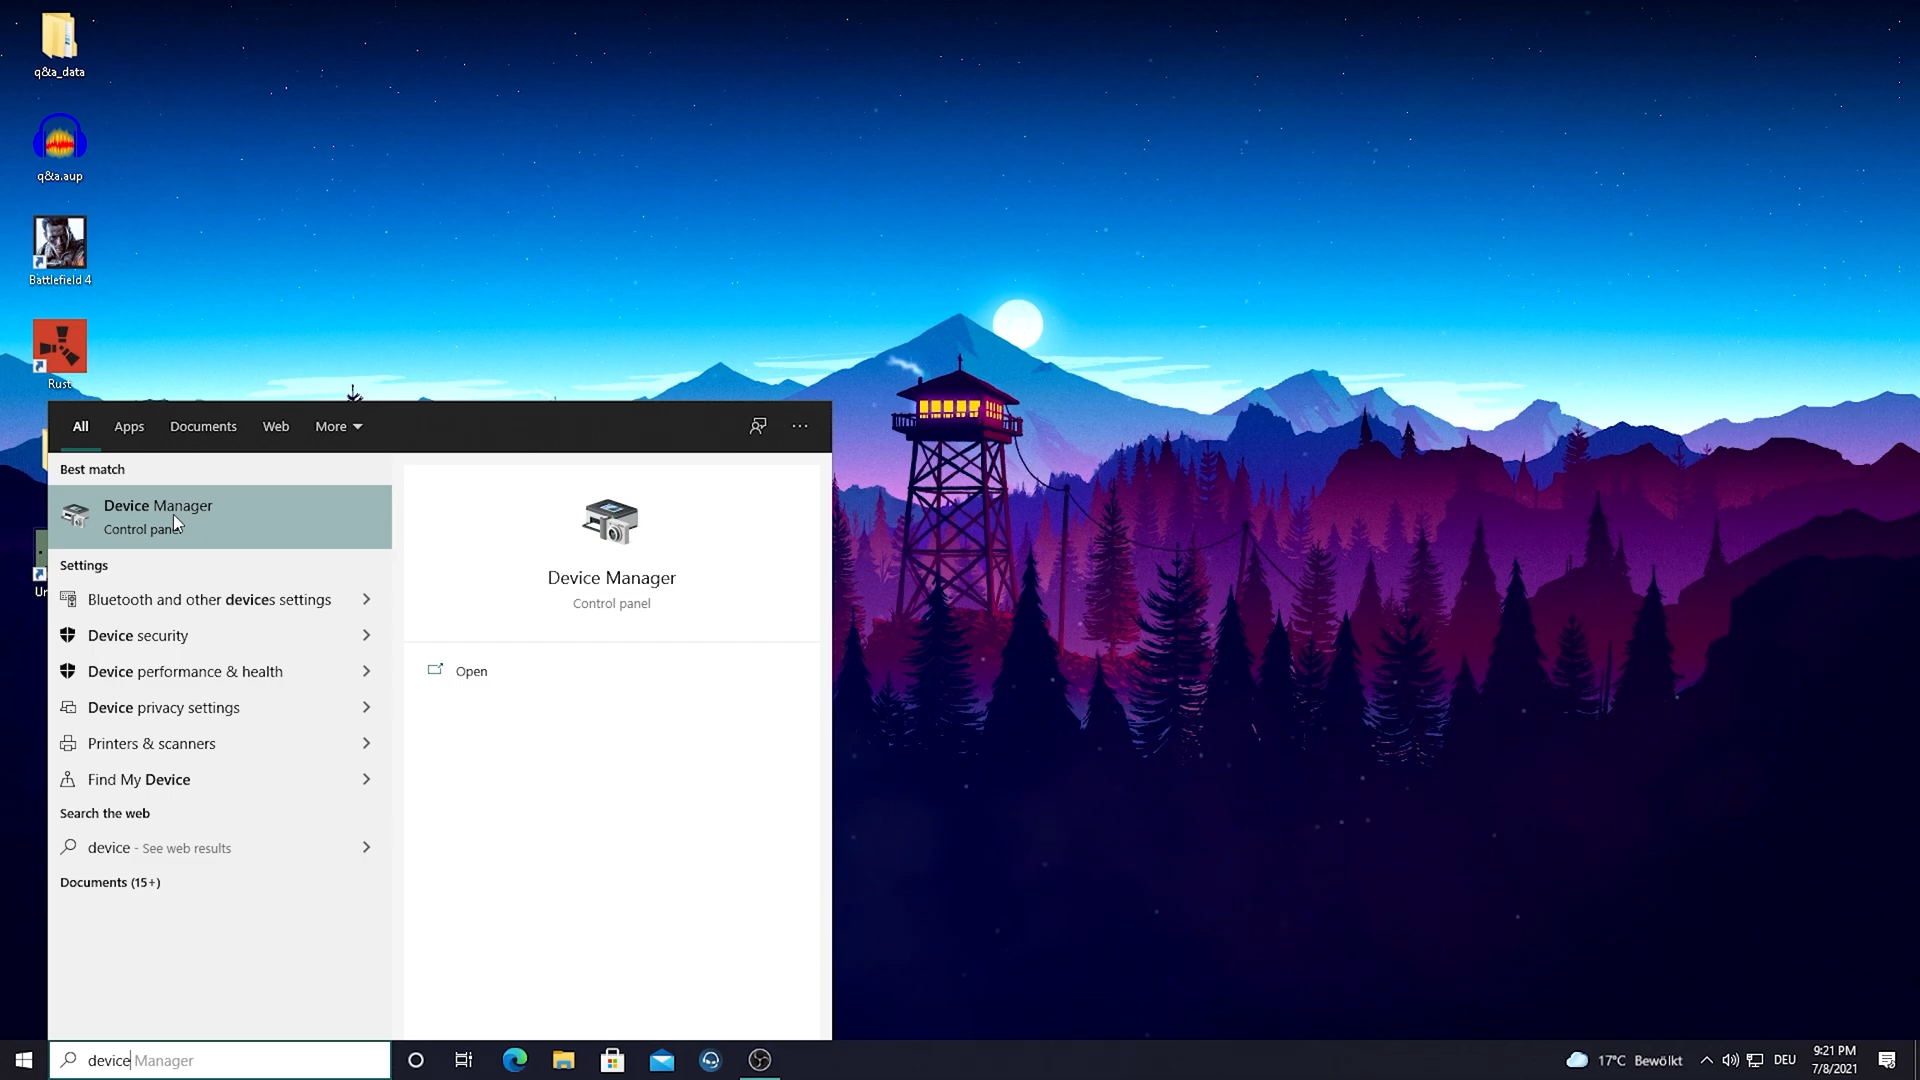 q&a_data
q&a.aup
Battlefield 4
Rust
All
Apps
Documents
Web
More
Best match
Device Manager
Control panel
Settings
Bluetooth and other devices settings
Device security
Device performance & health
Device privacy settings
Printers & scanners
Find My Device
Search the web
device - See web results
Documents (15+)
Device Manager
Control panel
Open
Ur
device Manager
17°C Bewölkt
DEU
9:21 PM
7/8/2021